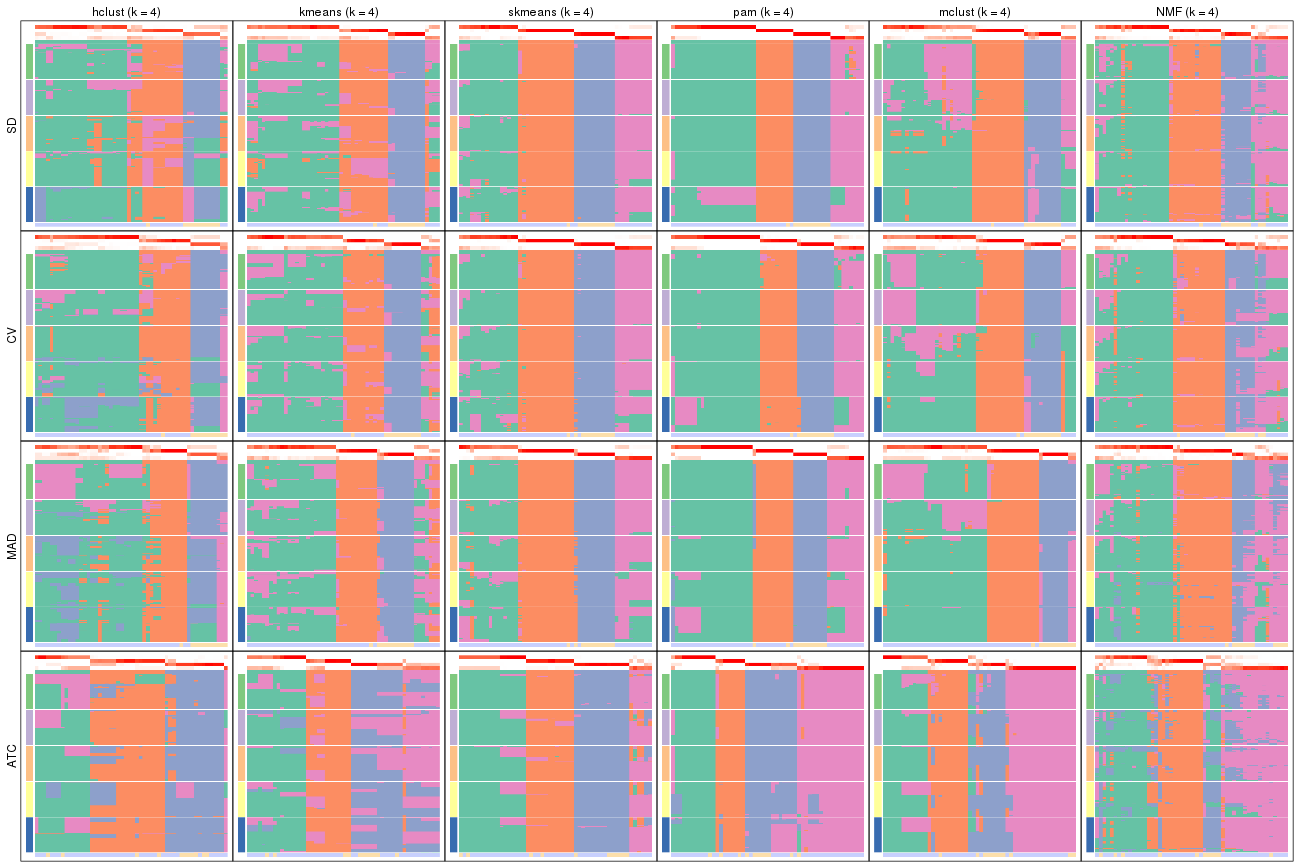 hclust (k = 4) kmeans (k = 4) skmeans (k = 4) pam (k = 4) mclust (k = 4) NMF (k = 4)
SD
CV
MAD
ATC